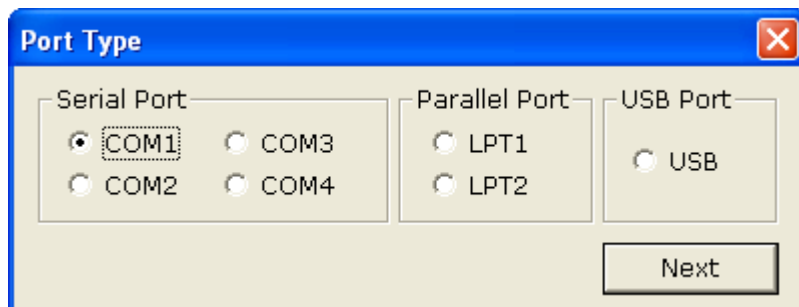 Port Type
Serial Port
COM1 COM3
COM2 COM4
Parallel Port
LPT1
LPT2
USB Port
USB
Next